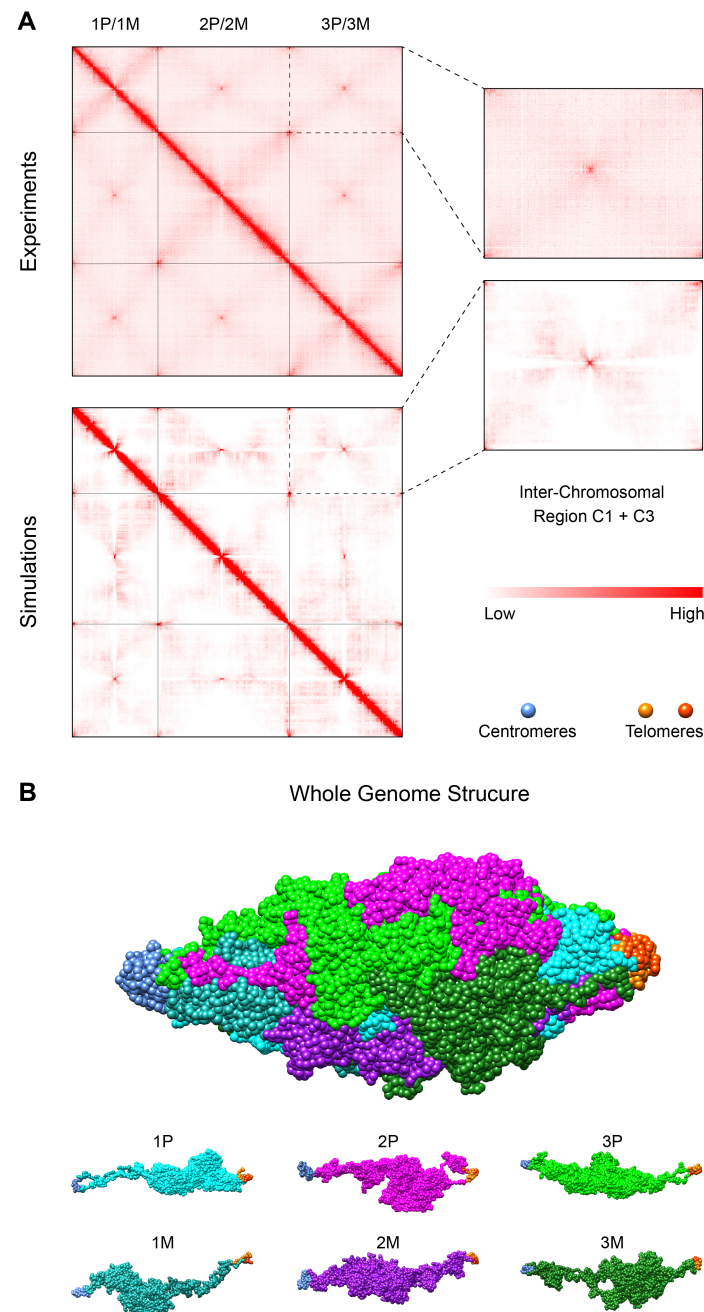 A
1P/1M 2P/2M 3P/3M
Experiments
Simulations
Inter-Chromosomal
Region C1 + C3
Low High
Centromeres Telomeres
B
Whole Genome Strucure
1P 2P 3P
1M 2M 3M